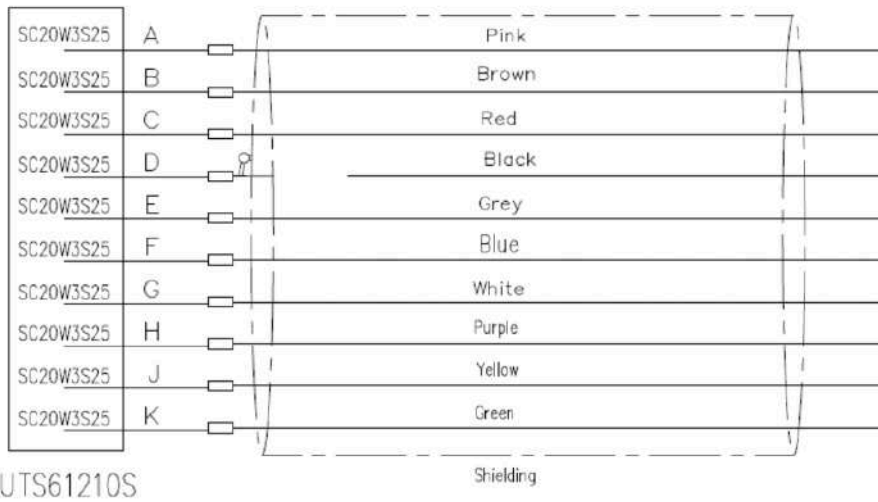 SC20W3S25 A Pink
SC20W3S25 B Brown
SC20W3S25 C Red
SC20W3S25 D Black
SC20W3S25 E Grey
SC20W3S25 F Blue
SC20W3S25 G White
SC20W3S25 H Purple
SC20W3S25 J Yellow
SC20W3S25 K Green
UTS61210S Shielding